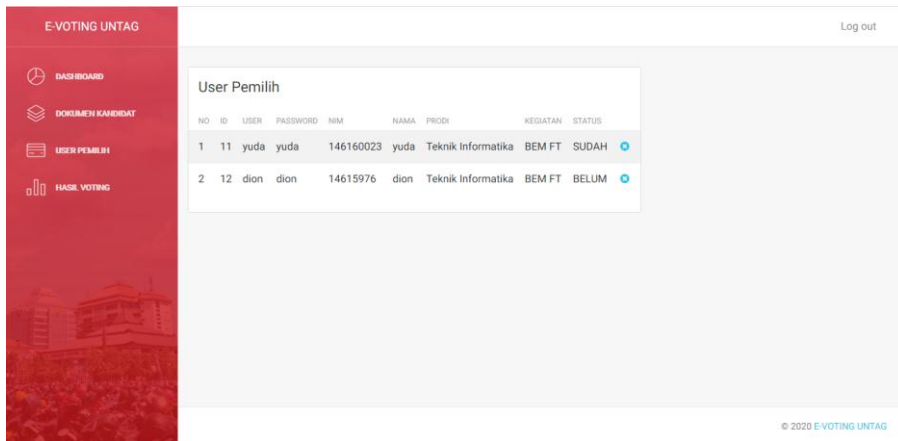 E-VOTING UNTAG
Log out
DASHBOARD
DOKUMEN KANDIDAT
USER PEMILIH
HASIL VOTING
User Pemilih
NO ID USER PASSWORD NIM NAMA PRODI KEGIATAN STATUS
1 11 yuda yuda 146160023 yuda Teknik Informatika BEM FT SUDAH
2 12 dion dion 14615976 dion Teknik Informatika BEM FT BELUM
© 2020 E-VOTING UNTAG